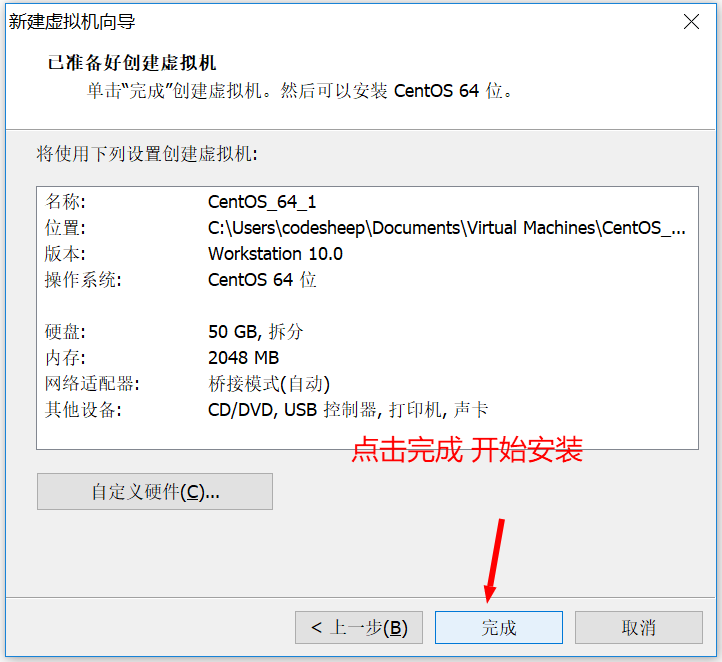 新建虚拟机向导
已准备好创建虚拟机
单击“完成”创建虚拟机。然后可以安装 CentOS 64 位。
将使用下列设置创建虚拟机:
名称: CentOS_64_1
位置: C:\Users\codesheep\Documents\Virtual Machines\CentOS_...
版本: Workstation 10.0
操作系统: CentOS 64 位
硬盘: 50 GB, 拆分
内存: 2048 MB
网络适配器: 桥接模式(自动)
其他设备: CD/DVD, USB 控制器, 打印机, 声卡
点击完成 开始安装
自定义硬件(C)...
< 上一步(B) 完成 取消